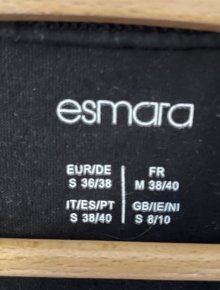 esmara
EUR/DE FR
S 36/38 M 38/40
IT/ES/PT GB/IE/NI
S 38/40 S 8/10